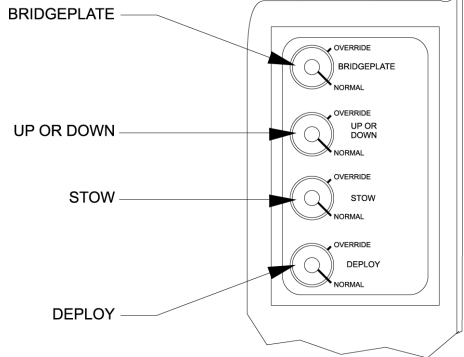 BRIDGEPLATE
OVERRIDE
BRIDGEPLATE
NORMAL
UP OR DOWN
OVERRIDE
UP OR
DOWN
NORMAL
STOW
OVERRIDE
STOW
NORMAL
DEPLOY
OVERRIDE
DEPLOY
NORMAL